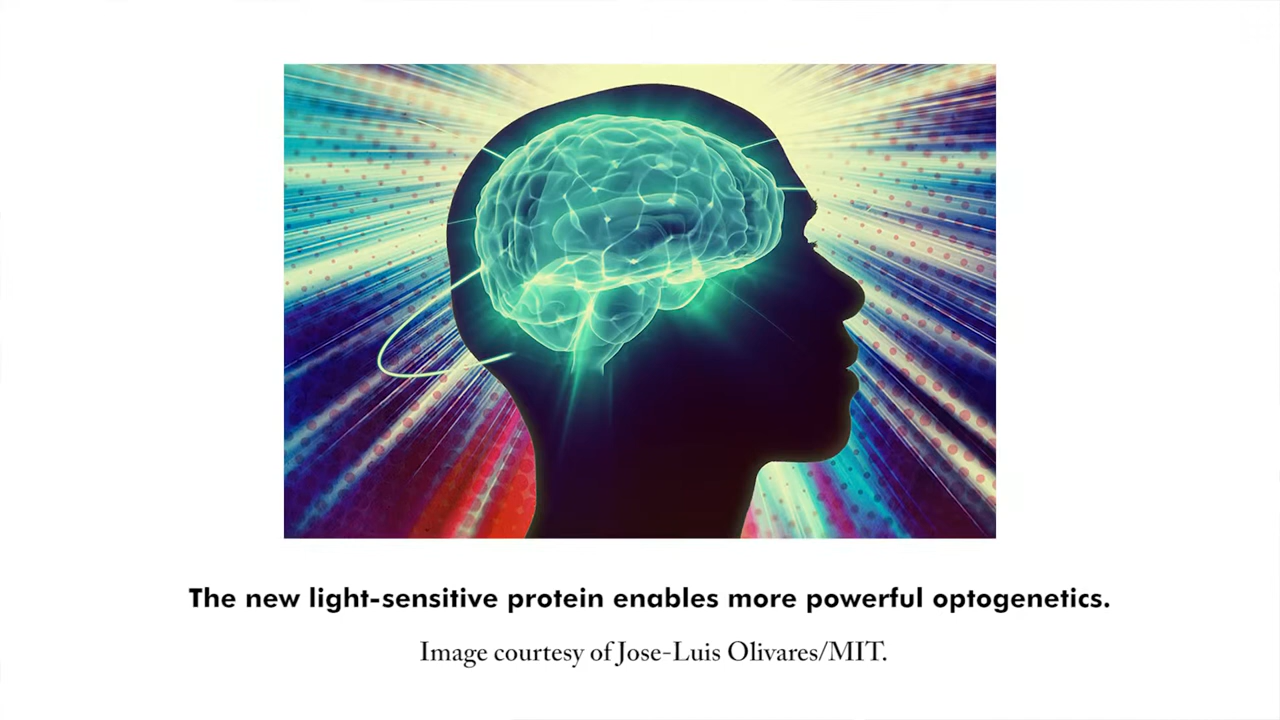 The new light-sensitive protein enables more powerful optogenetics.
Image courtesy of Jose-Luis Olivares/MIT.